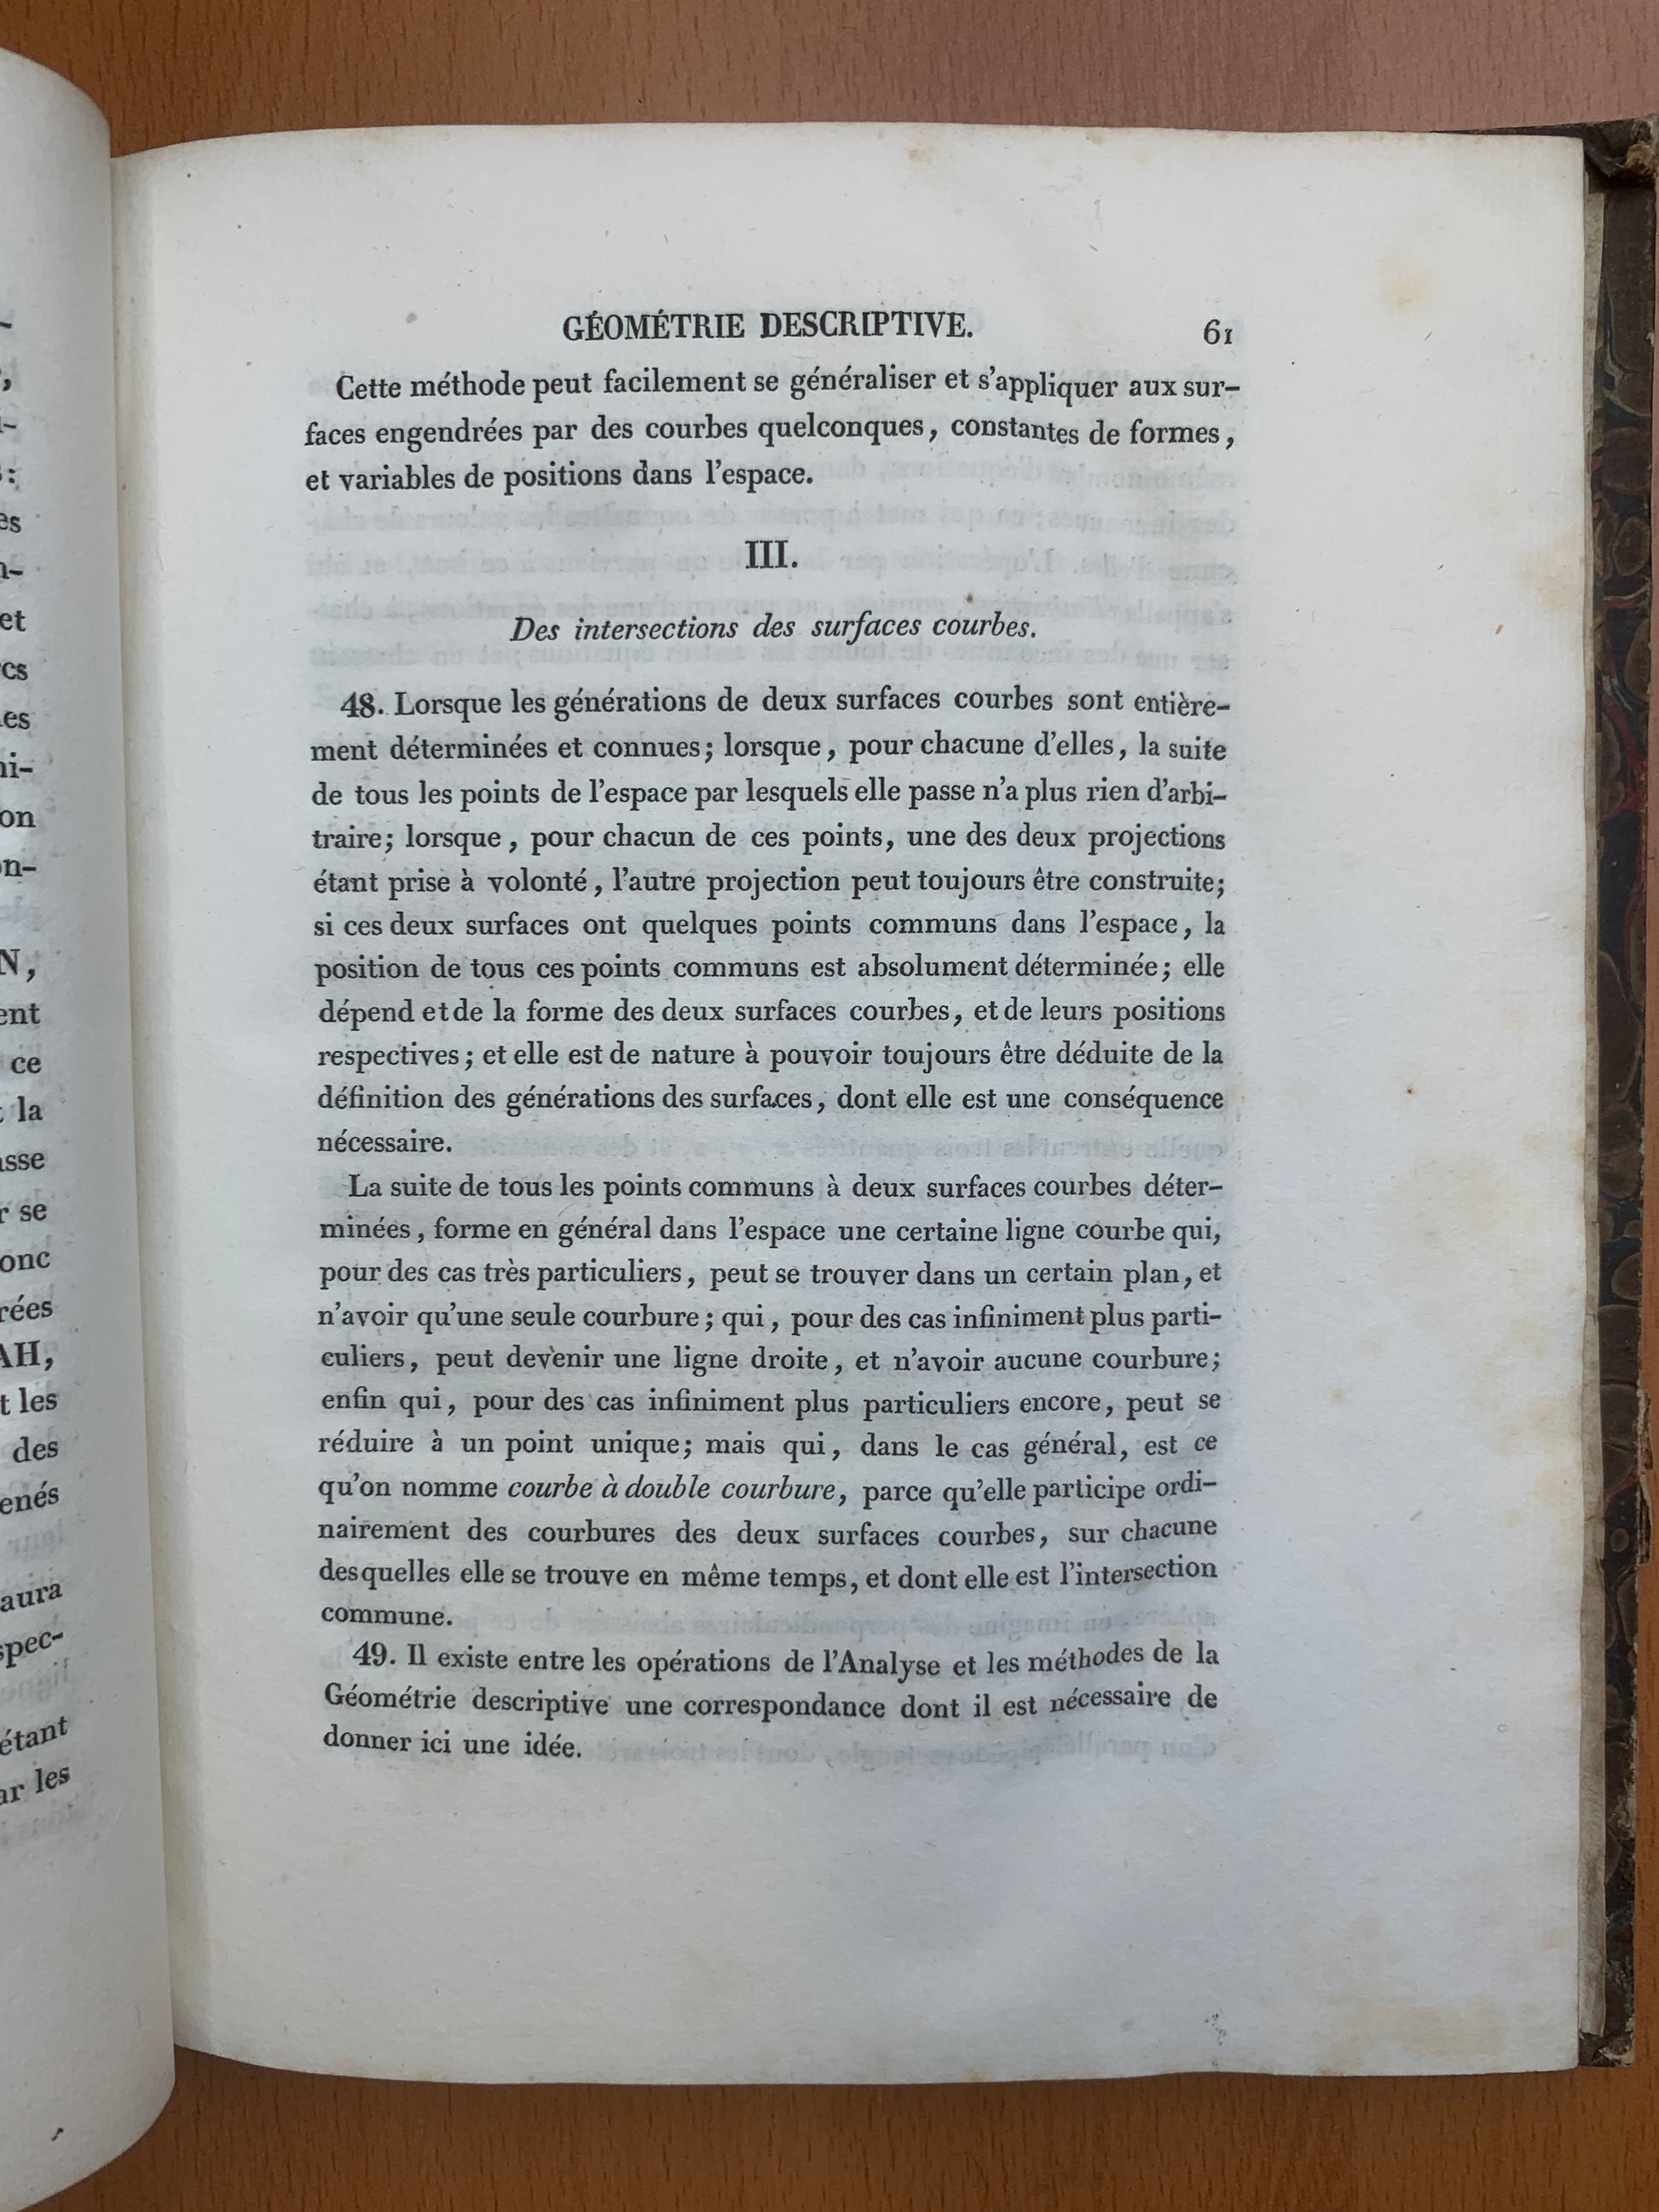 GÉOMÉTRIE DESCRIPTIVE. 61
Cette méthode peut facilement se généraliser et s'appliquer aux sur-
faces engendrées par des courbes quelconques, constantes de formes,
et variables de positions dans l'espace.
III.
Des intersections des surfaces courbes.
48. Lorsque les générations de deux surfaces courbes sont entière-
ment déterminées et connues; lorsque, pour chacune d'elles, la suite
de tous les points de l'espace par lesquels elle passe n'a plus rien d'arbi-
traire; lorsque, pour chacun de ces points, une des deux projections
étant prise à volonté, l'autre projection peut toujours être construite;
si ces deux surfaces ont quelques points communs dans l'espace, la
position de tous ces points communs est absolument déterminée; elle
dépend et de la forme des deux surfaces courbes, et de leurs positions
respectives; et elle est de nature à pouvoir toujours être déduite de la
définition des générations des surfaces, dont elle est une conséquence
nécessaire.
La suite de tous les points communs à deux surfaces courbes déter-
minées, forme en général dans l'espace une certaine ligne courbe qui,
pour des cas très particuliers, peut se trouver dans un certain plan, et
n'avoir qu'une seule courbure; qui, pour des cas infiniment plus parti-
culiers, peut devenir une ligne droite, et n'avoir aucune courbure;
enfin qui, pour des cas infiniment plus particuliers encore, peut se
réduire à un point unique; mais qui, dans le cas général, est ce
qu'on nomme courbe à double courbure, parce qu'elle participe ordi-
nairement des courbures des deux surfaces courbes, sur chacune
desquelles elle se trouve en même temps, et dont elle est l'intersection
commune.
49. Il existe entre les opérations de l'Analyse et les méthodes de la
Géométrie descriptive une correspondance dont il est nécessaire de
donner ici une idée.